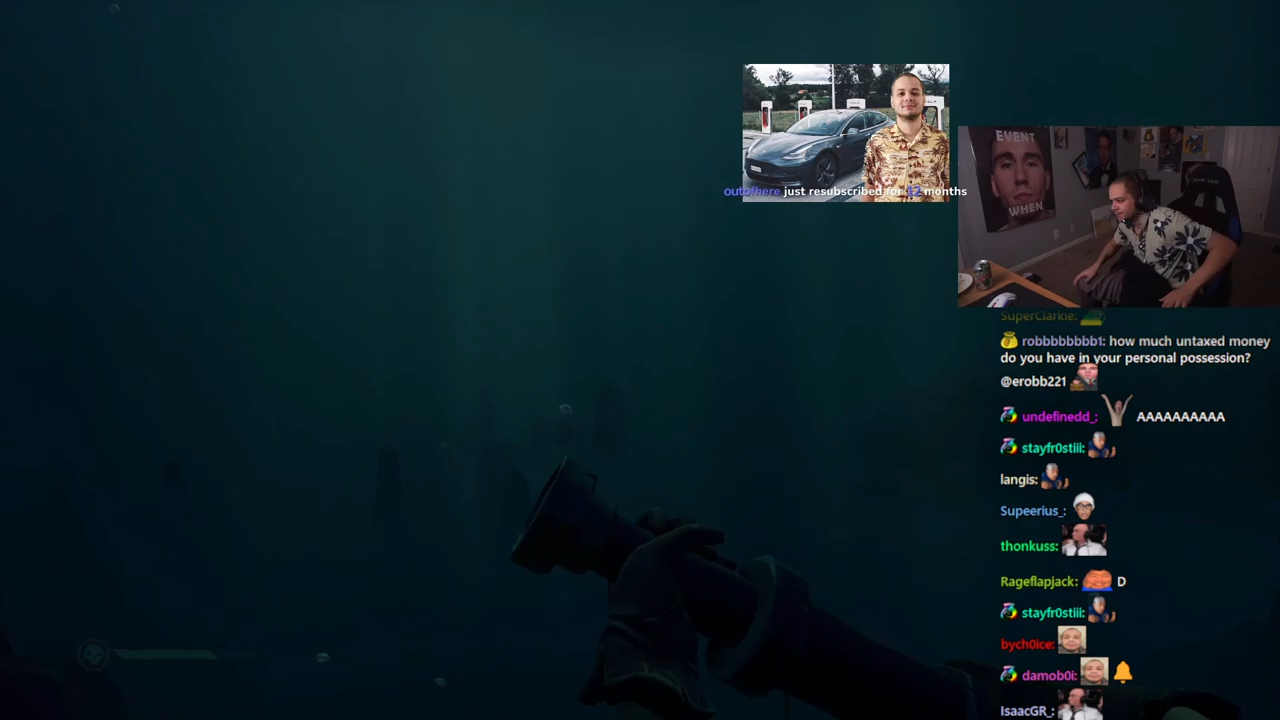 outofhere just resubscribed for 12 months
EVENT
WHEN
SuperClarkie:
robbbbbbbb1: how much untaxed money
do you have in your personal possession?
@erobb221
undefinedd_: AAAAAAAAAA
stayfr0stiii:
langis:
Supeerius_:
thonkuss:
Rageflapjack: D
stayfr0stiii:
bych0ice:
damob0i:
IsaacGR_: